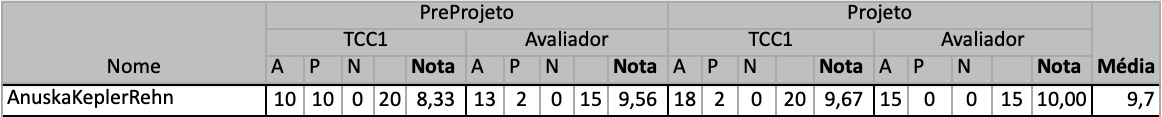 PreProjeto Projeto
TCC1 Avaliador TCC1 Avaliador
Nome A P N Nota A P N Nota A P N Nota A P N Nota Média
AnuskaKeplerRehn 10 10 0 20 8,33 13 2 0 15 9,56 18 2 0 20 9,67 15 0 0 15 10,00 9,7